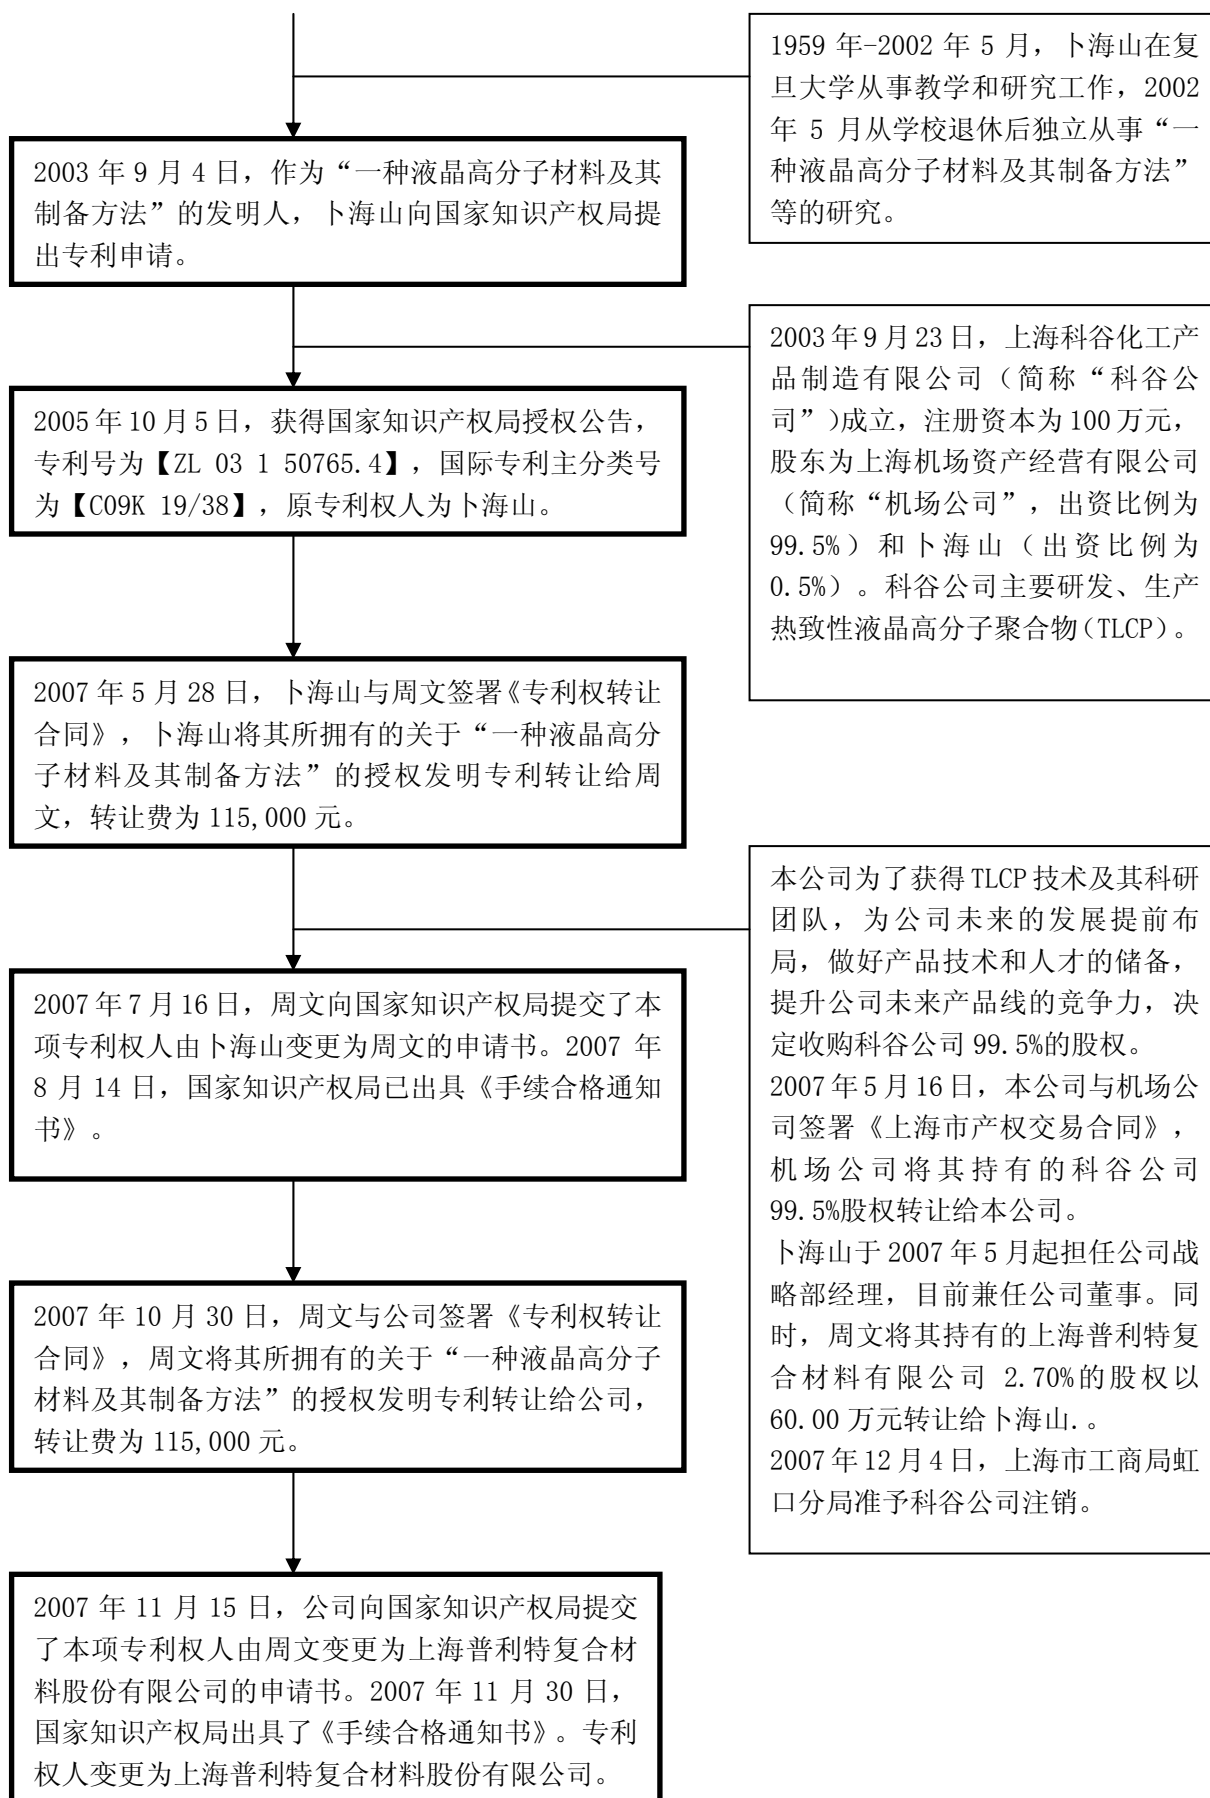 1959 年-2002 年 5 月，卜海山在复
旦大学从事教学和研究工作，2002
年 5 月从学校退休后独立从事“一
种液晶高分子材料及其制备方法”
等的研究。
2003 年 9 月 4 日，作为“一种液晶高分子材料及其
制备方法”的发明人，卜海山向国家知识产权局提
出专利申请。
2003 年 9 月 23 日，上海科谷化工产
品制造有限公司（简称“科谷公
司”）成立，注册资本为 100 万元，
股东为上海机场资产经营有限公司
（简称“机场公司”，出资比例为
99.5%）和卜海山（出资比例为
0.5%）。科谷公司主要研发、生产
热致性液晶高分子聚合物（TLCP）。
2005 年 10 月 5 日，获得国家知识产权局授权公告，
专利号为【ZL 03 1 50765.4】，国际专利主分类号
为【C09K 19/38】，原专利权人为卜海山。
2007 年 5 月 28 日，卜海山与周文签署《专利权转让
合同》，卜海山将其所拥有的关于“一种液晶高分
子材料及其制备方法”的授权发明专利转让给周
文，转让费为 115,000 元。
本公司为了获得 TLCP 技术及其科研
团队，为公司未来的发展提前布
局，做好产品技术和人才的储备，
提升公司未来产品线的竞争力，决
定收购科谷公司 99.5%的股权。
2007 年 5 月 16 日，本公司与机场公
司签署《上海市产权交易合同》，
机场公司将其持有的科谷公司
99.5%股权转让给本公司。
卜海山于 2007 年 5 月起担任公司战
略部经理，目前兼任公司董事。同
时，周文将其持有的上海普利特复
合材料有限公司 2.70%的股权以
60.00 万元转让给卜海山.。
2007 年 12 月 4 日，上海市工商局虹
口分局准予科谷公司注销。
2007 年 7 月 16 日，周文向国家知识产权局提交了本
项专利权人由卜海山变更为周文的申请书。2007 年
8 月 14 日，国家知识产权局已出具《手续合格通知
书》。
2007 年 10 月 30 日，周文与公司签署《专利权转让
合同》，周文将其所拥有的关于“一种液晶高分子
材料及其制备方法”的授权发明专利转让给公司，
转让费为 115,000 元。
2007 年 11 月 15 日，公司向国家知识产权局提交
了本项专利权人由周文变更为上海普利特复合材
料股份有限公司的申请书。2007 年 11 月 30 日，
国家知识产权局出具了《手续合格通知书》。专利
权人变更为上海普利特复合材料股份有限公司。